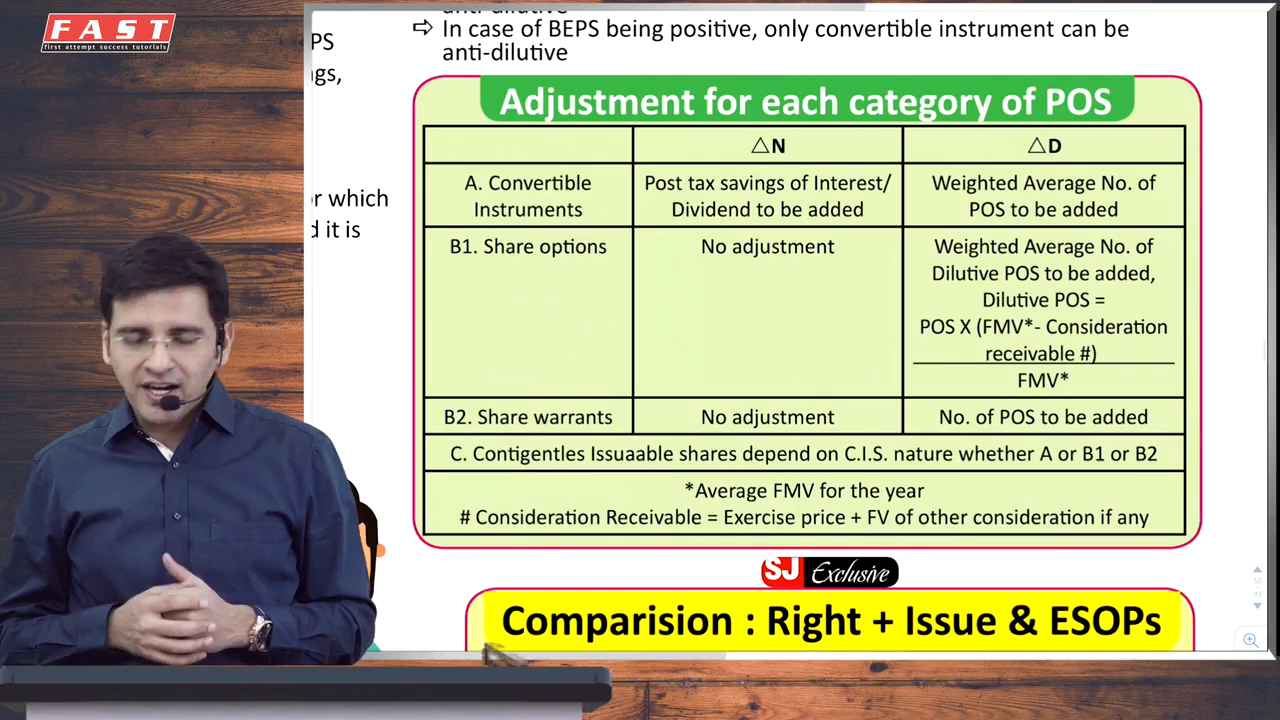 FAST
first attempt success tutorials
PS
gs,
or which
d it is
anti-dilutive
⇨ In case of BEPS being positive, only convertible instrument can be
anti-dilutive
Adjustment for each category of POS
△N
△D
A. Convertible
Instruments
Post tax savings of Interest/
Dividend to be added
Weighted Average No. of
POS to be added
B1. Share options
No adjustment
Weighted Average No. of
Dilutive POS to be added,
Dilutive POS =
POS X (FMV*- Consideration
receivable #)
FMV*
B2. Share warrants
No adjustment
No. of POS to be added
C. Contigentles Issuaable shares depend on C.I.S. nature whether A or B1 or B2
*Average FMV for the year
# Consideration Receivable = Exercise price + FV of other consideration if any
SJ Exclusive
Comparision : Right + Issue & ESOPs
50
93